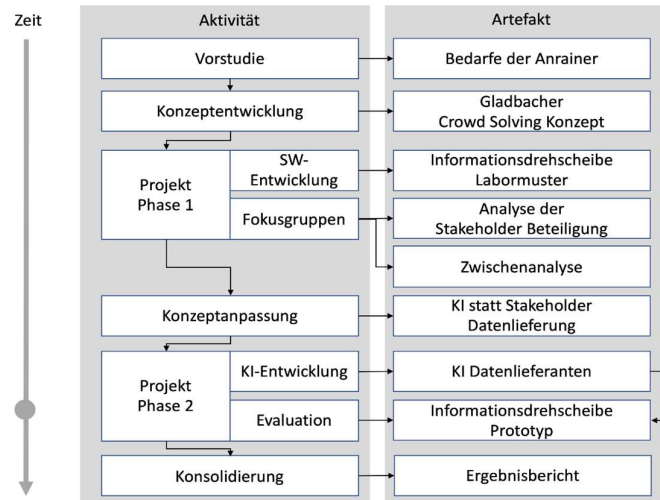 Zeit
Aktivität
Artefakt
Vorstudie
Bedarfe der Anrainer
Konzeptentwicklung
Gladbacher
Crowd Solving Konzept
Projekt
Phase 1
SW-
Entwicklung
Informationsdrehscheibe
Labormuster
Fokusgruppen
Analyse der
Stakeholder Beteiligung
Zwischenanalyse
Konzeptanpassung
KI statt Stakeholder
Datenlieferung
Projekt
Phase 2
KI-Entwicklung
KI Datenlieferanten
Evaluation
Informationsdrehscheibe
Prototyp
Konsolidierung
Ergebnisbericht